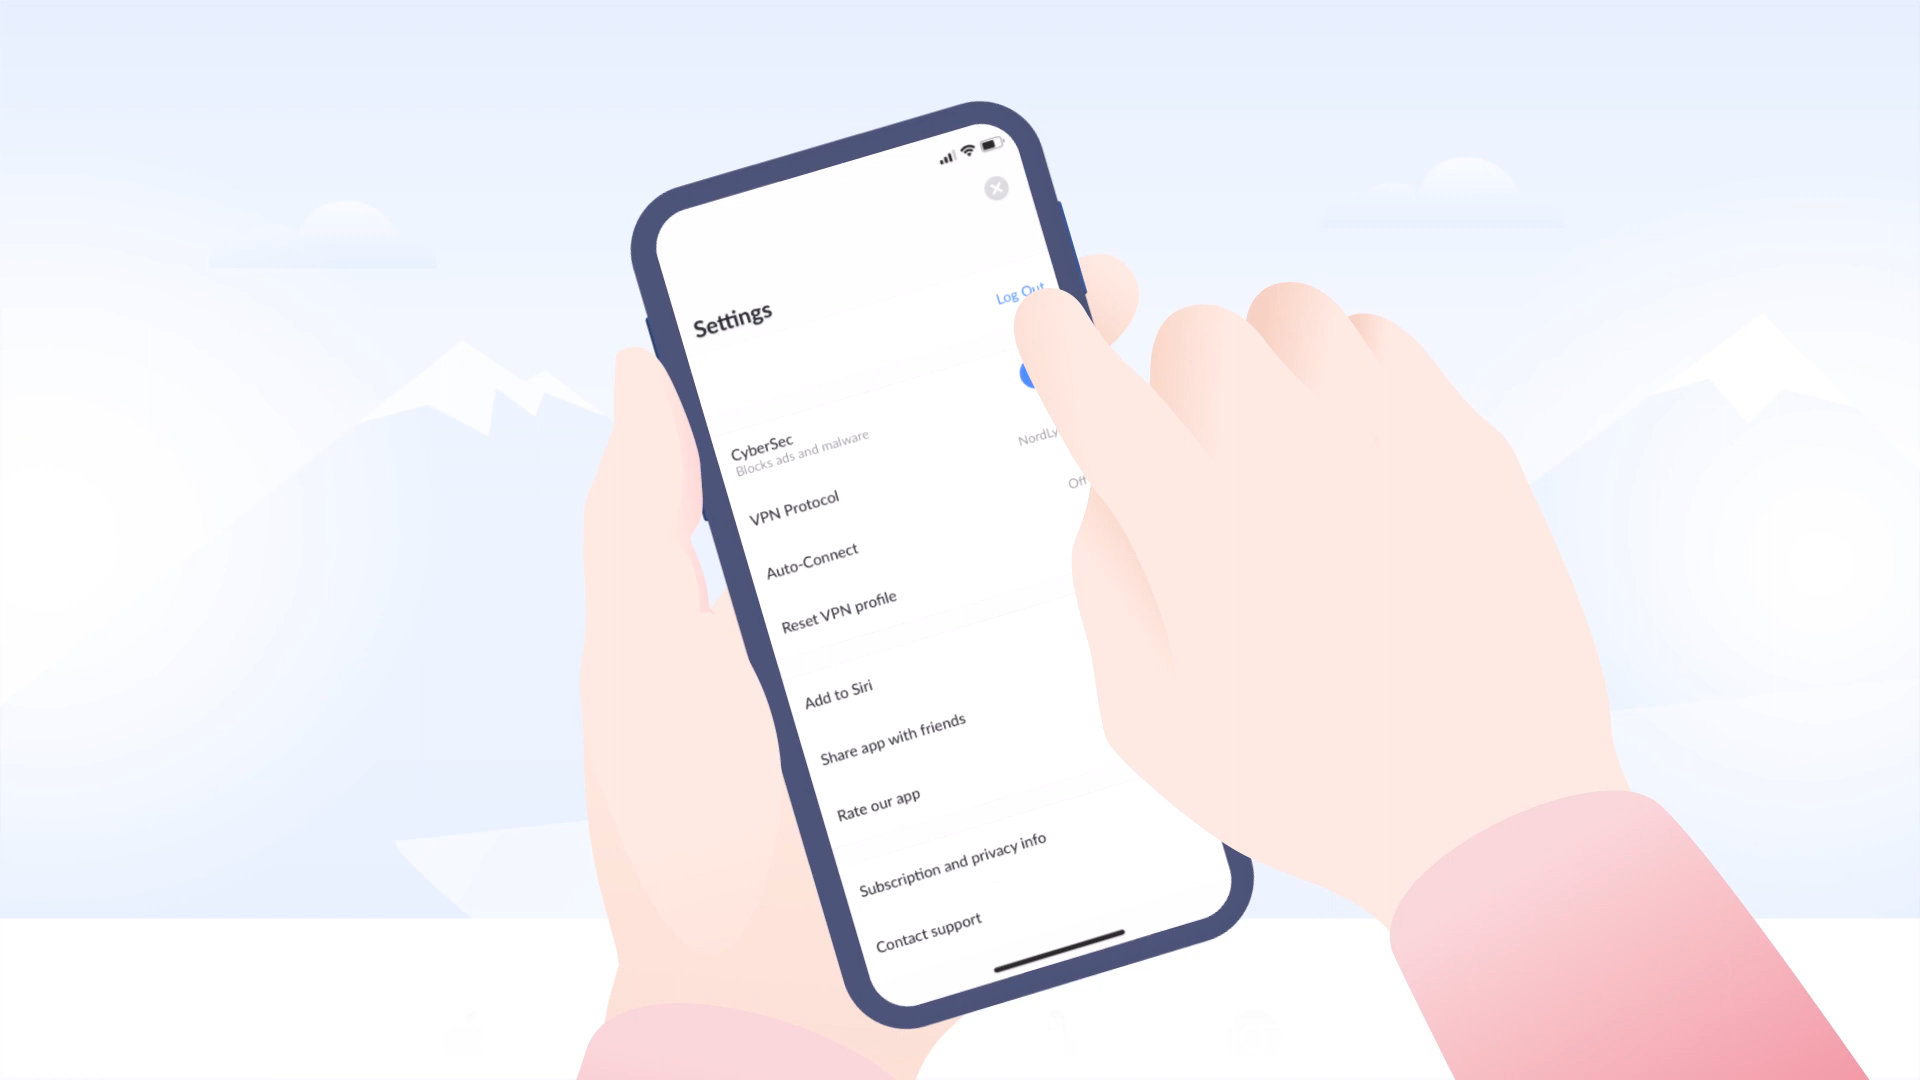 Settings
Log Out
CyberSec
Blocks ads and malware
VPN Protocol
NordLy
Auto-Connect
Off
Reset VPN profile
Add to Siri
Share app with friends
Rate our app
Subscription and privacy info
Contact support